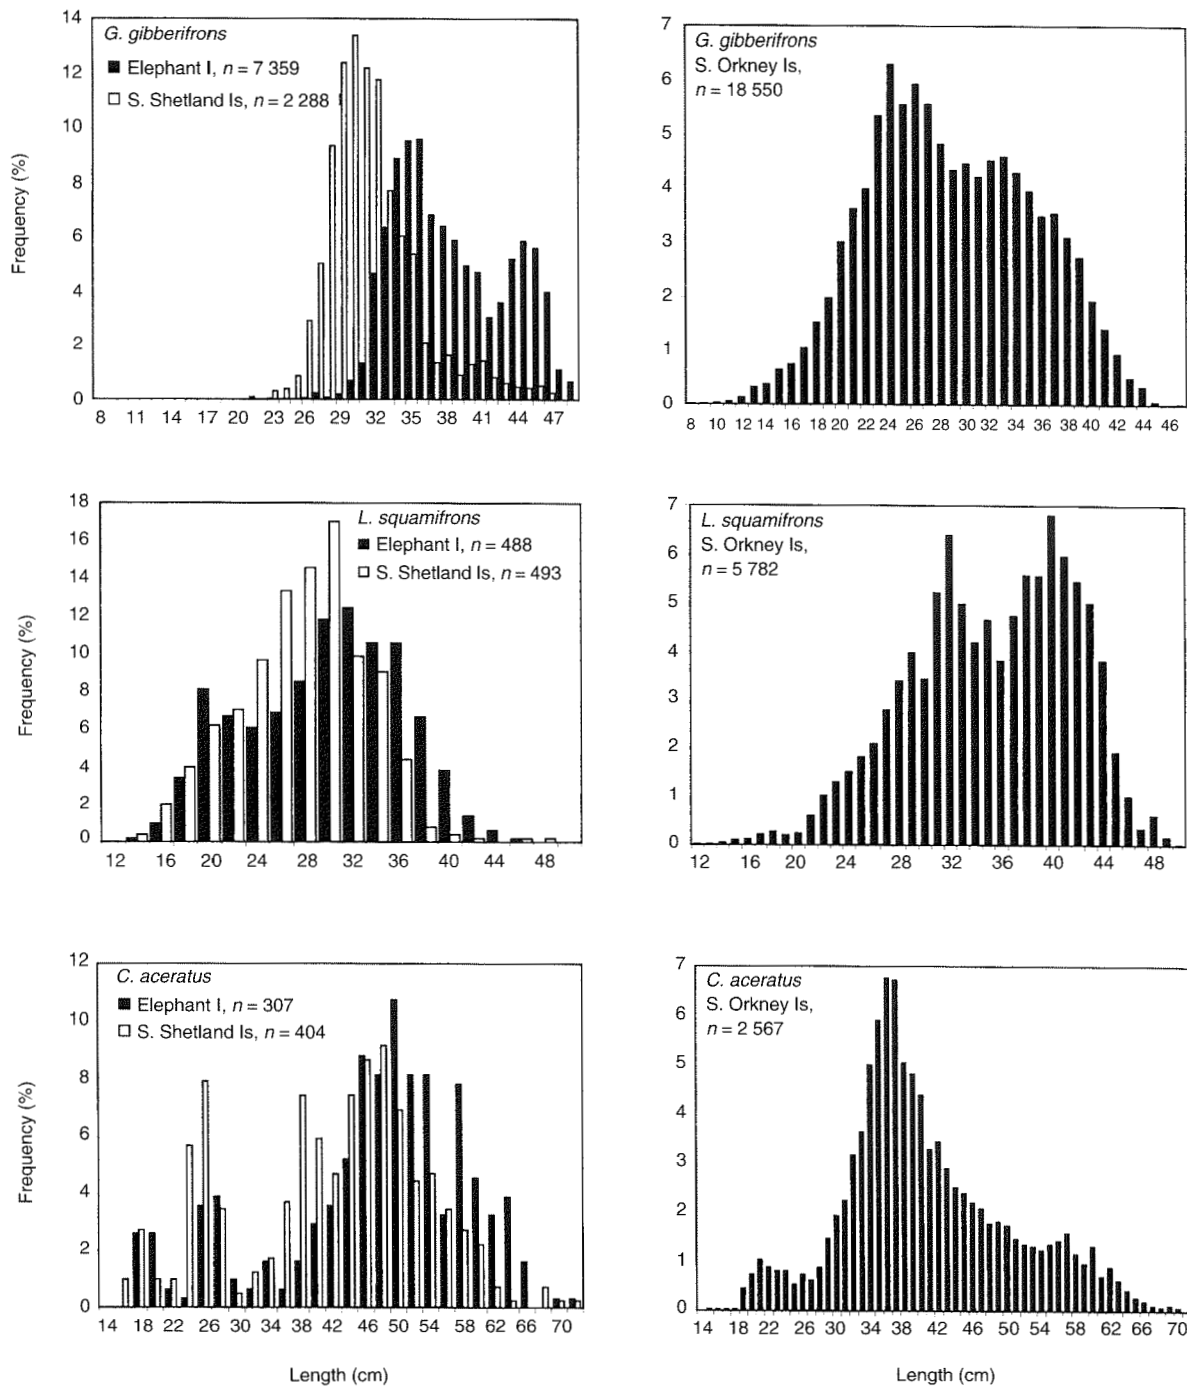 G. gibberifrons
Elephant I, n = 7 359
S. Shetland Is, n = 2 288
Frequency (%)
14
12
10
8
6
4
2
0
8 11 14 17 20 23 26 29 32 35 38 41 44 47
G. gibberifrons
S. Orkney Is,
n = 18 550
7
6
5
4
3
2
1
0
8 10 12 14 16 18 20 22 24 26 28 30 32 34 36 38 40 42 44 46
L. squamifrons
Elephant I, n = 488
S. Shetland Is, n = 493
Frequency (%)
18
16
14
12
10
8
6
4
2
0
12 16 20 24 28 32 36 40 44 48
L. squamifrons
S. Orkney Is,
n = 5 782
7
6
5
4
3
2
1
0
12 16 20 24 28 32 36 40 44 48
C. aceratus
Elephant I, n = 307
S. Shetland Is, n = 404
Frequency (%)
12
10
8
6
4
2
0
14 18 22 26 30 34 38 42 46 50 54 58 62 66 70
Length (cm)
C. aceratus
S. Orkney Is,
n = 2 567
7
6
5
4
3
2
1
0
14 18 22 26 30 34 38 42 46 50 54 58 62 66 70
Length (cm)